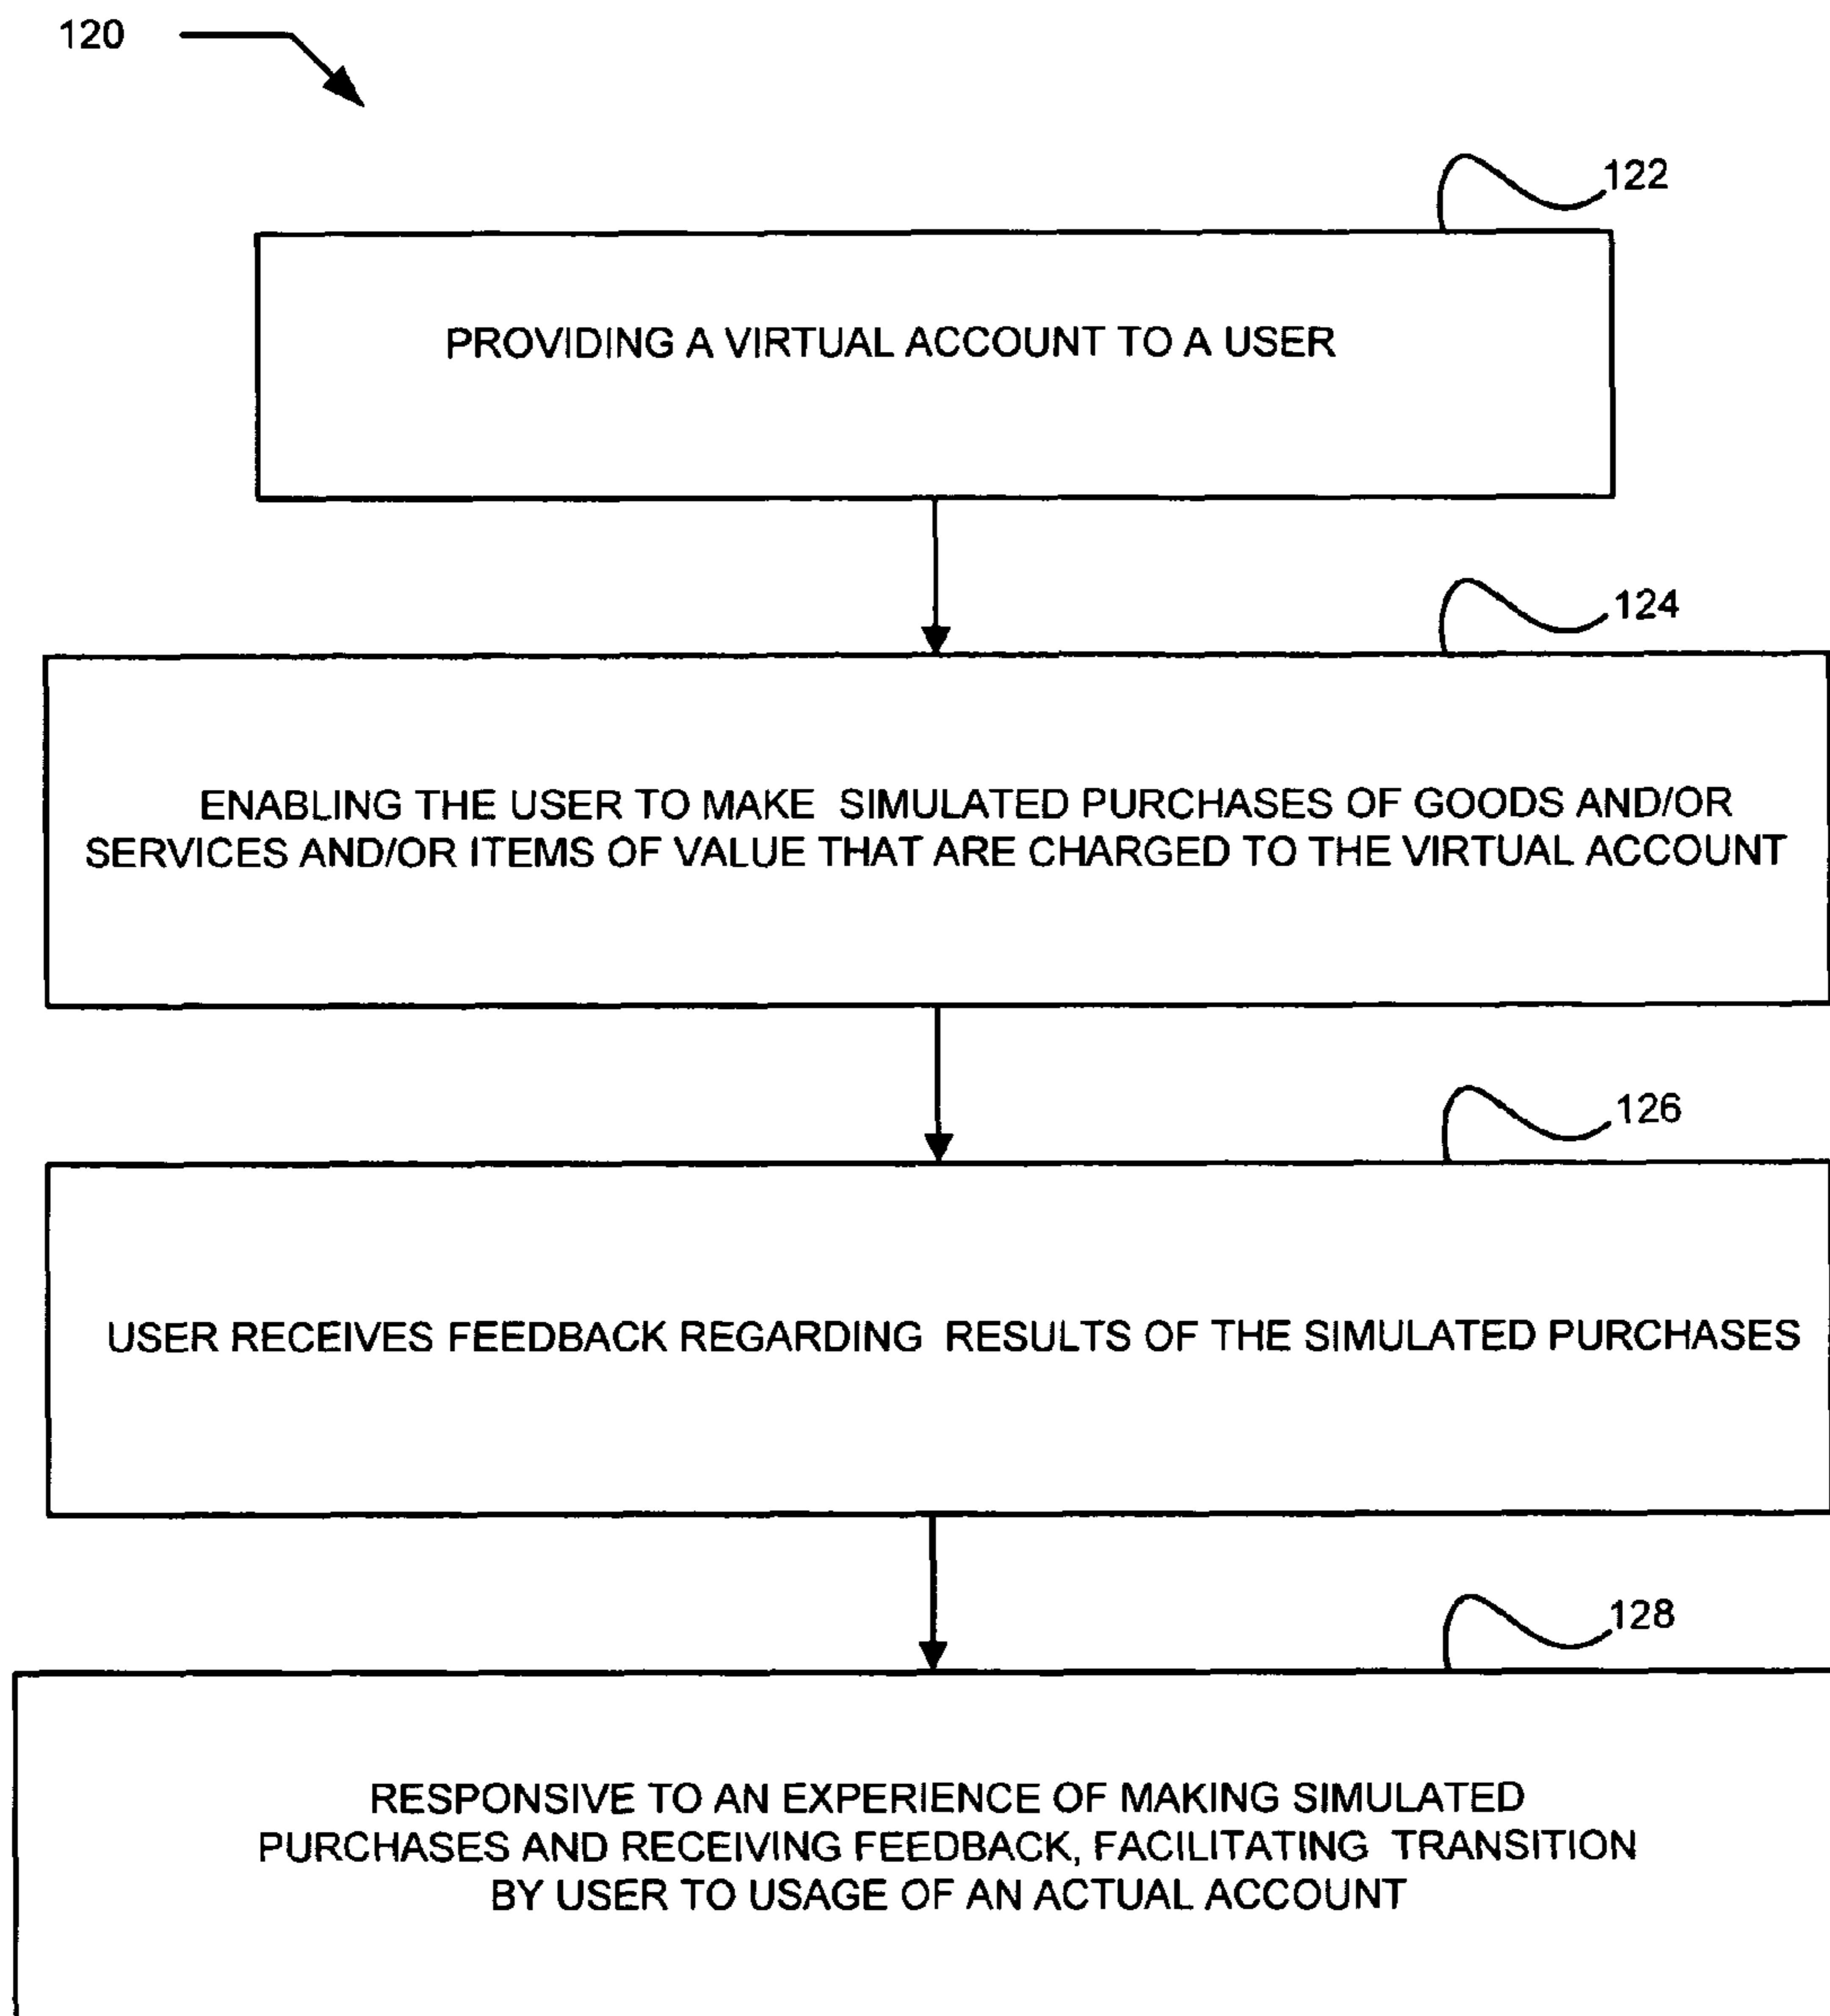 120
122
PROVIDING A VIRTUAL ACCOUNT TO A USER
124
ENABLING THE USER TO MAKE SIMULATED PURCHASES OF GOODS AND/OR
SERVICES AND/OR ITEMS OF VALUE THAT ARE CHARGED TO THE VIRTUAL ACCOUNT
126
USER RECEIVES FEEDBACK REGARDING RESULTS OF THE SIMULATED PURCHASES
128
RESPONSIVE TO AN EXPERIENCE OF MAKING SIMULATED
PURCHASES AND RECEIVING FEEDBACK, FACILITATING TRANSITION
BY USER TO USAGE OF AN ACTUAL ACCOUNT